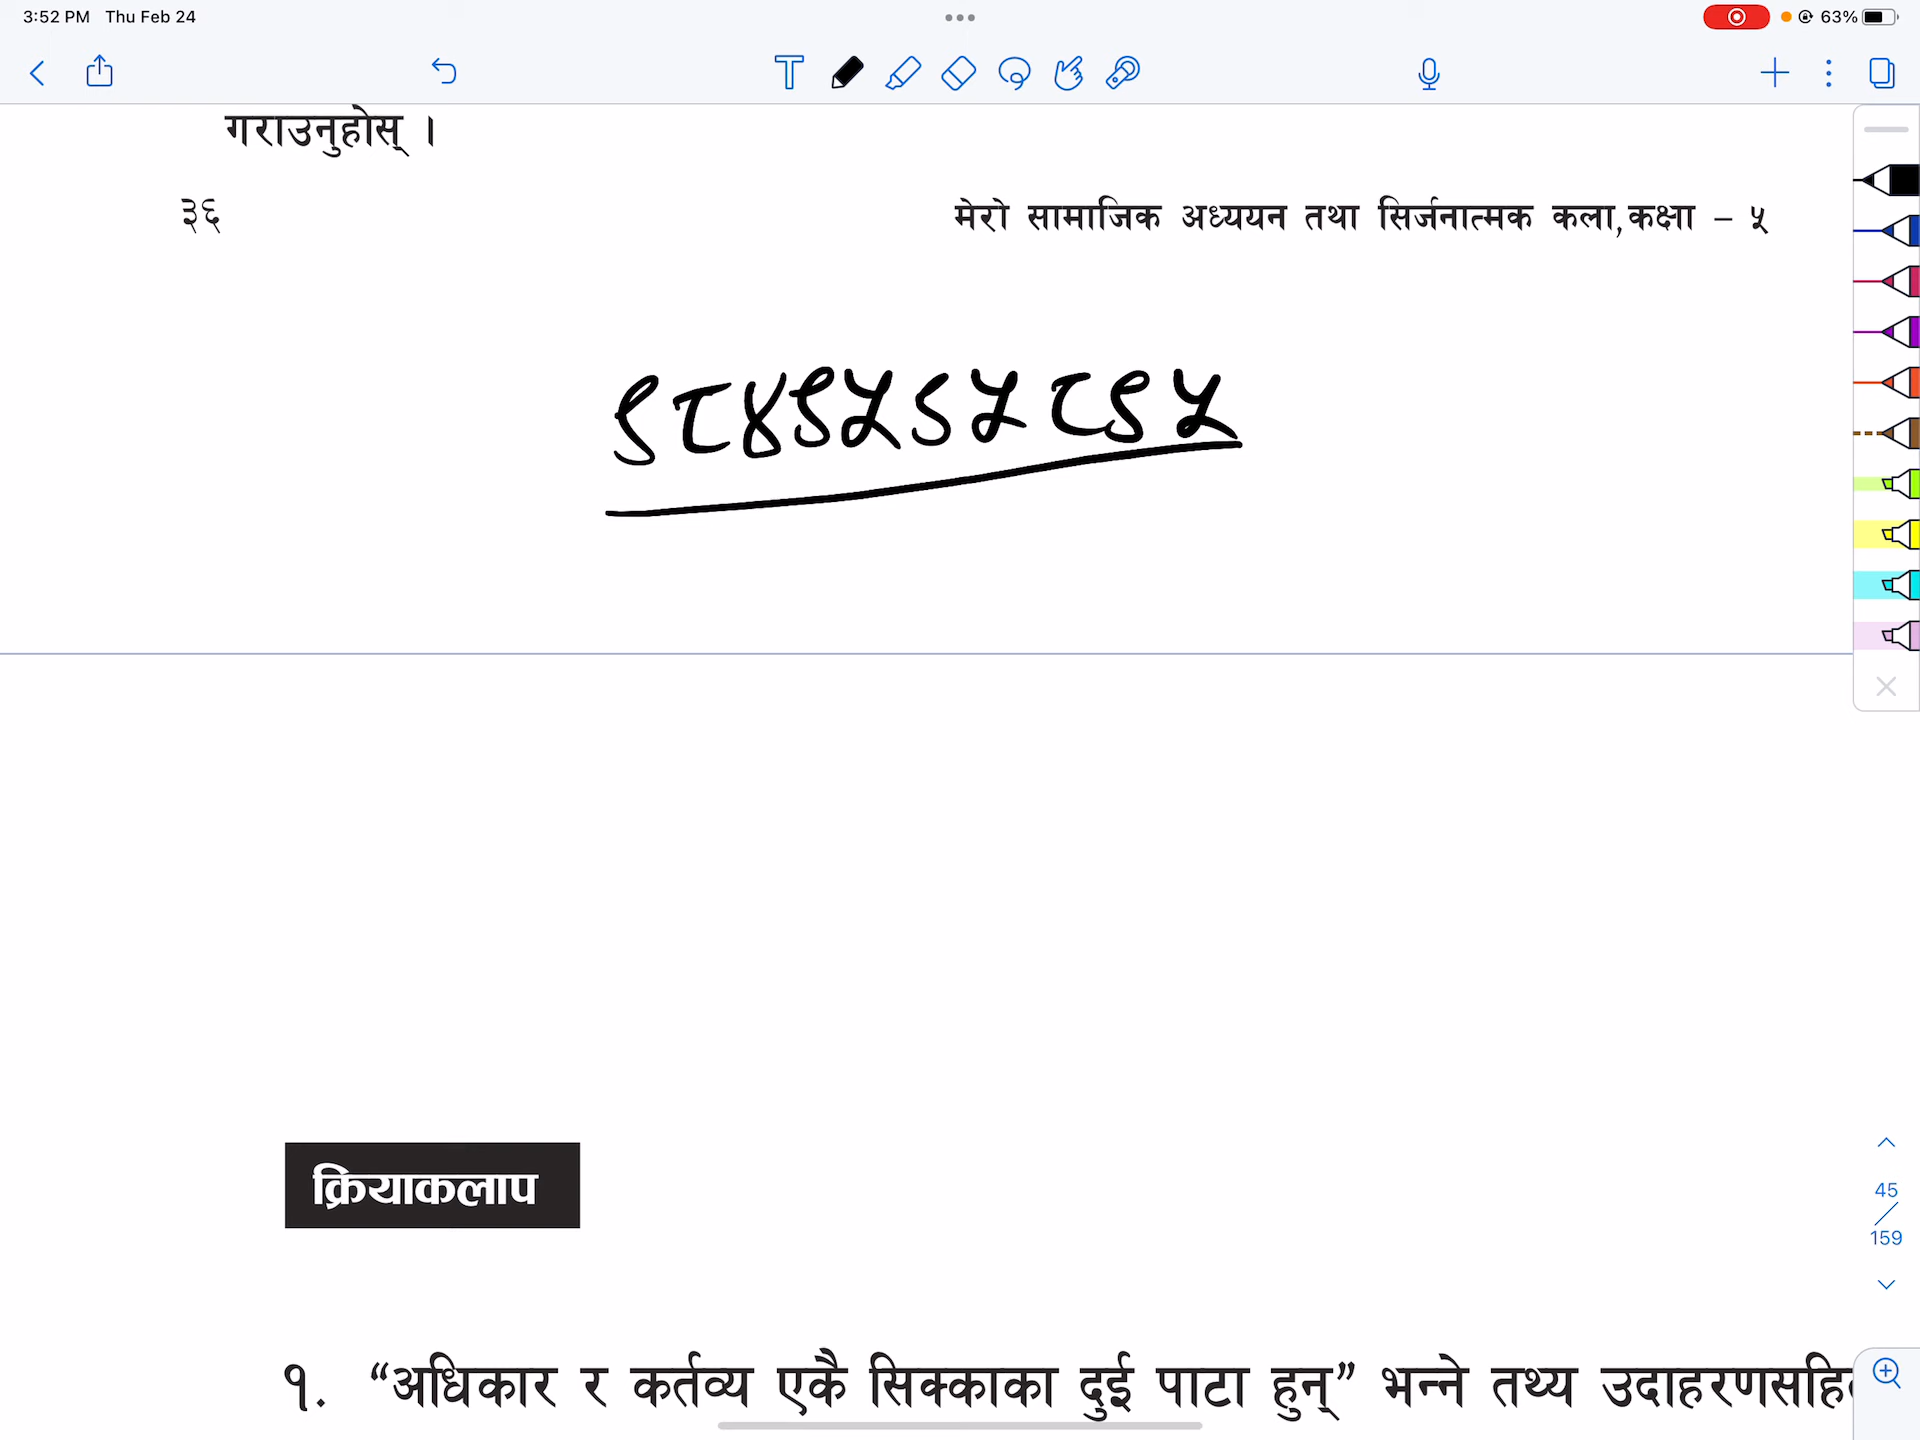 3:52 PM Thu Feb 24
63%
गराउनुहोस् ।
३६ मेरो सामाजिक अध्ययन तथा सिर्जनात्मक कला,कक्षा – ५
९८४९५९५८९५
क्रियाकलाप
45
159
१. “अधिकार र कर्तव्य एकै सिक्काका दुई पाटा हुन्” भन्ने तथ्य उदाहरणसहि